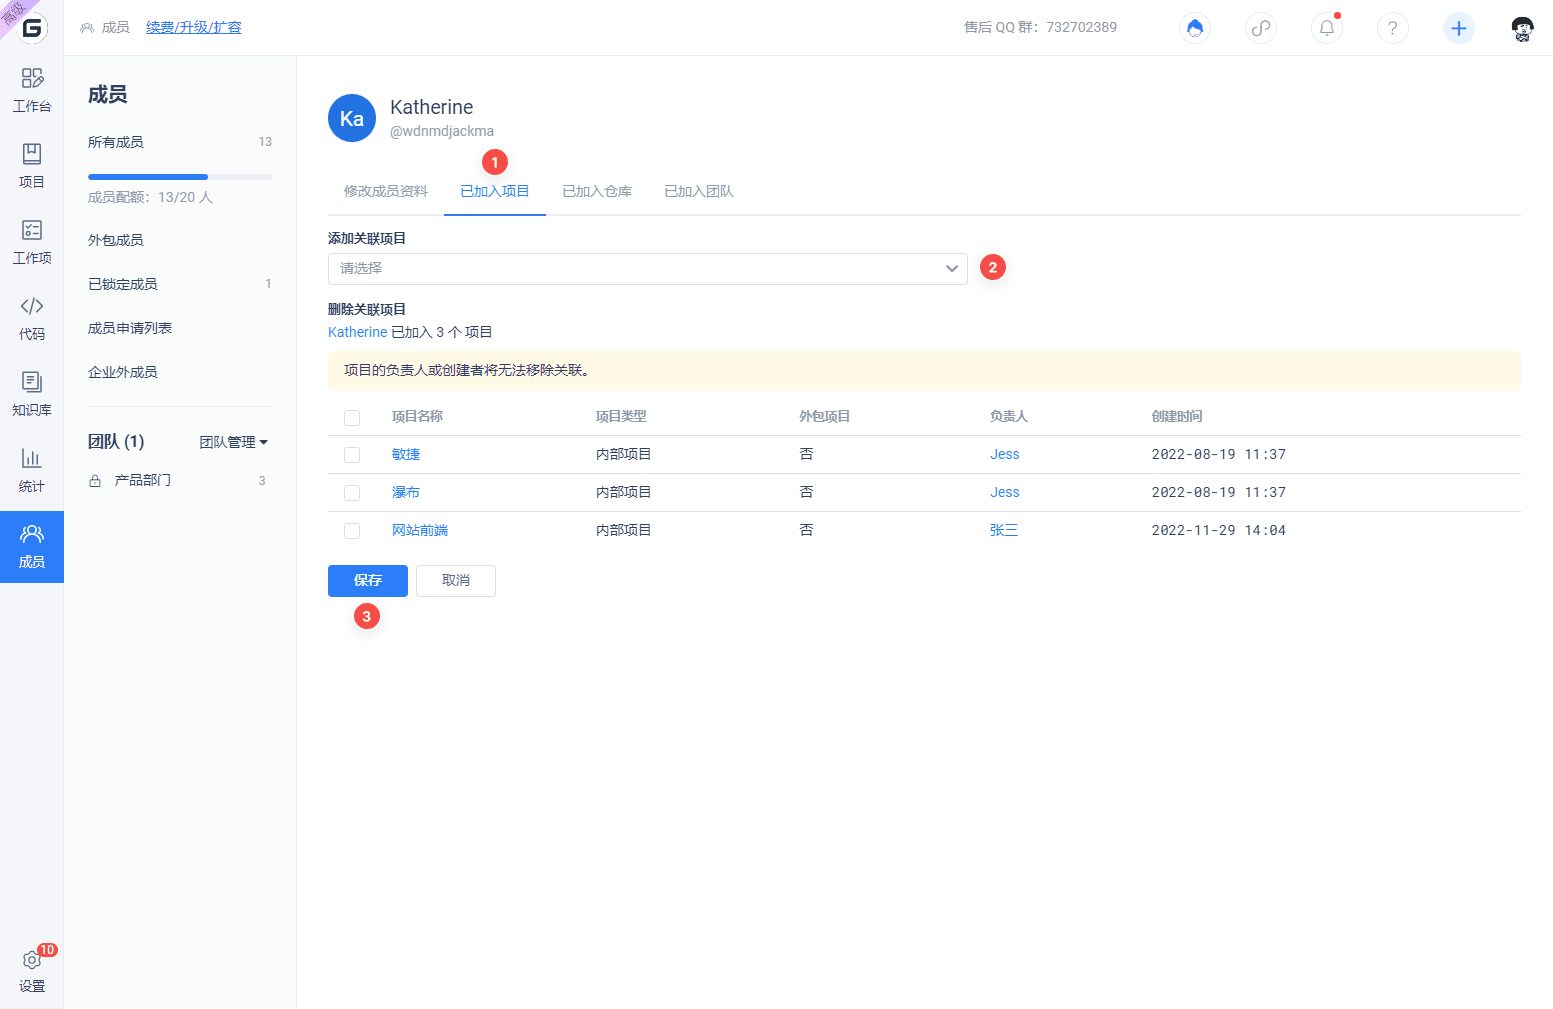 高级
G
成员 续费/升级/扩容 售后 QQ 群：732702389
工作台
项目
工作项
代码
知识库
统计
成员
10
设置
成员
所有成员 13
成员配额：13/20 人
外包成员
已锁定成员 1
成员申请列表
企业外成员
团队 (1) 团队管理
产品部门 3
Ka
Katherine
@wdnmdjackma
1
修改成员资料 已加入项目 已加入仓库 已加入团队
添加关联项目
请选择
2
删除关联项目
Katherine 已加入 3 个 项目
项目的负责人或创建者将无法移除关联。
项目名称 项目类型 外包项目 负责人 创建时间
敏捷 内部项目 否 Jess 2022-08-19 11:37
瀑布 内部项目 否 Jess 2022-08-19 11:37
网站前端 内部项目 否 张三 2022-11-29 14:04
保存 取消
3